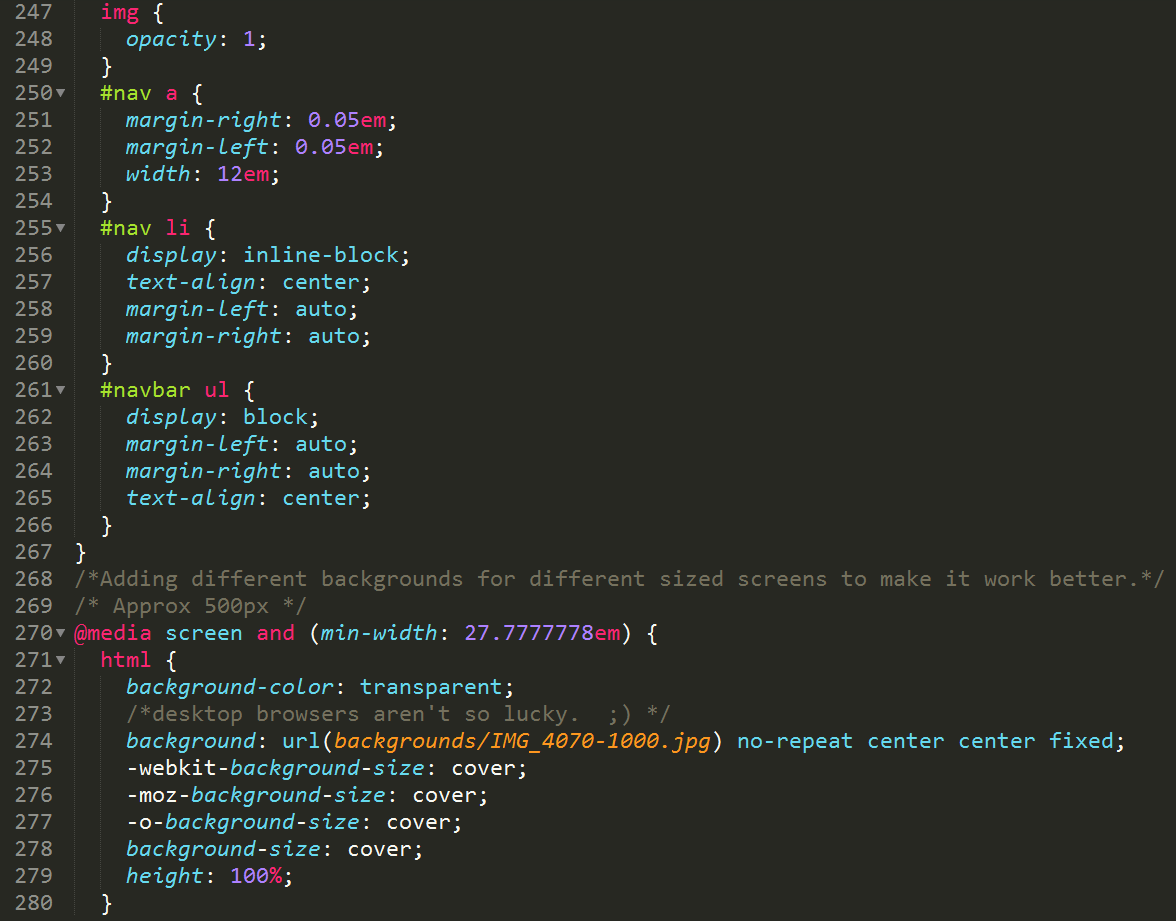 247 img {
248 opacity: 1;
249 }
250 #nav a {
251 margin-right: 0.05em;
252 margin-left: 0.05em;
253 width: 12em;
254 }
255 #nav li {
256 display: inline-block;
257 text-align: center;
258 margin-left: auto;
259 margin-right: auto;
260 }
261 #navbar ul {
262 display: block;
263 margin-left: auto;
264 margin-right: auto;
265 text-align: center;
266 }
267 }
268 /*Adding different backgrounds for different sized screens to make it work better.*/
269 /* Approx 500px */
270 @media screen and (min-width: 27.7777778em) {
271 html {
272 background-color: transparent;
273 /*desktop browsers aren't so lucky.  ;) */
274 background: url(backgrounds/IMG_4070-1000.jpg) no-repeat center center fixed;
275 -webkit-background-size: cover;
276 -moz-background-size: cover;
277 -o-background-size: cover;
278 background-size: cover;
279 height: 100%;
280 }